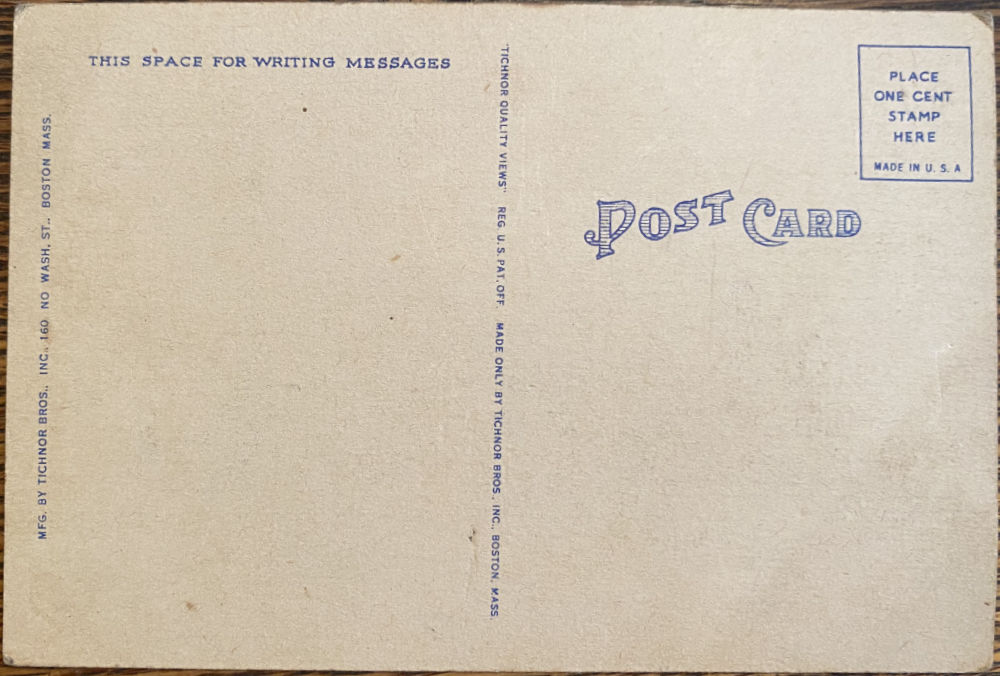 THIS SPACE FOR WRITING MESSAGES
MFG. BY TICHNOR BROS., INC., 160 NO WASH, ST., BOSTON MASS.
"TICHNOR QUALITY VIEWS" REG. U.S. PAT. OFF. MADE ONLY BY TICHNOR BROS., INC., BOSTON, MASS.
POST CARD
PLACE
ONE CENT
STAMP
HERE
MADE IN U. S. A